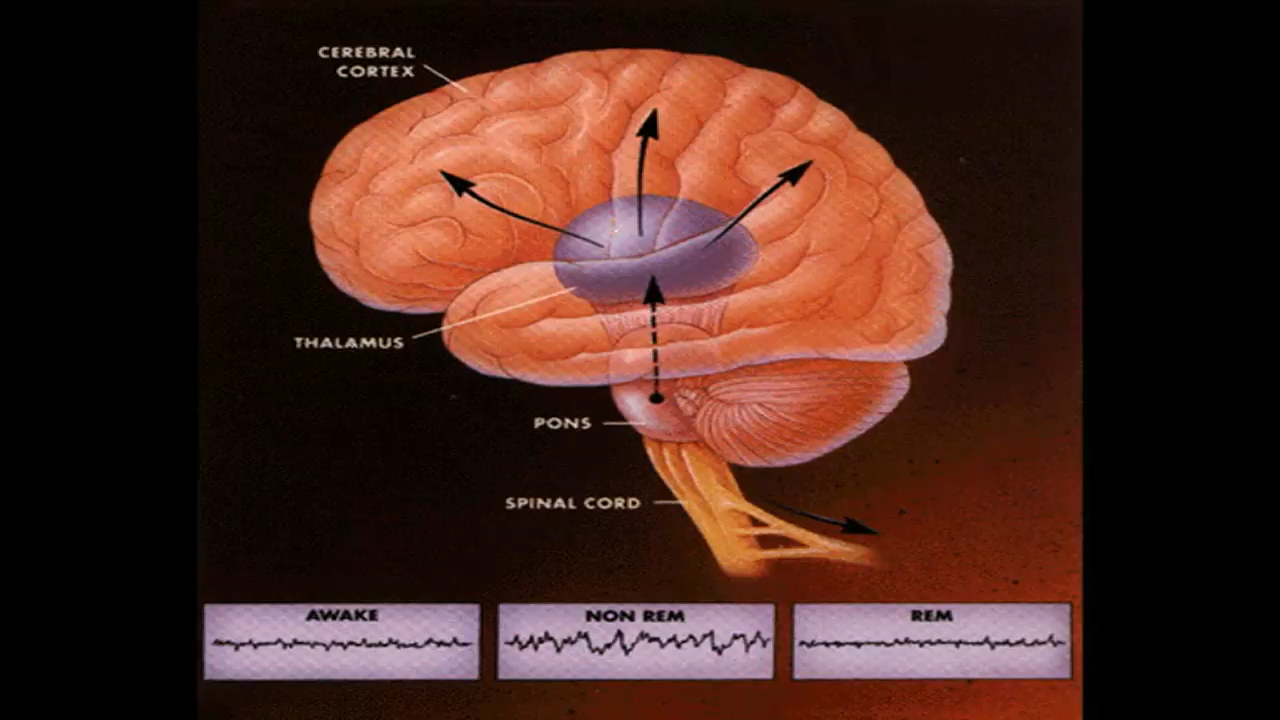 CEREBRAL
CORTEX
THALAMUS
PONS
SPINAL CORD
AWAKE
NON REM
REM